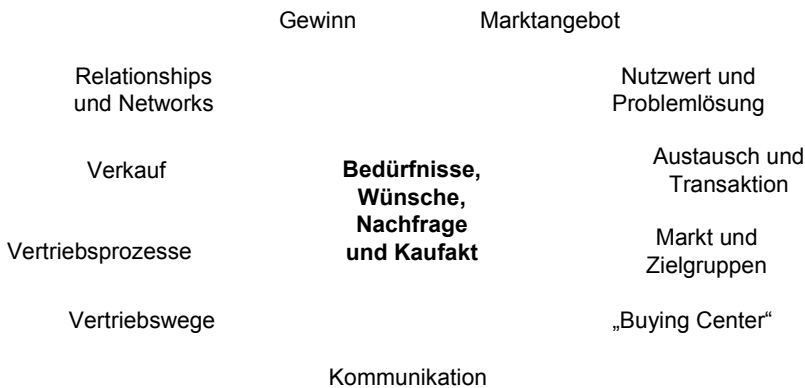 Gewinn
Marktangebot
Relationships
und Networks
Nutzwert und
Problemlösung
Verkauf
Bedürfnisse,
Wünsche,
Nachfrage
und Kaufakt
Austausch und
Transaktion
Vertriebsprozesse
Markt und
Zielgruppen
Vertriebswege
„Buying Center“
Kommunikation